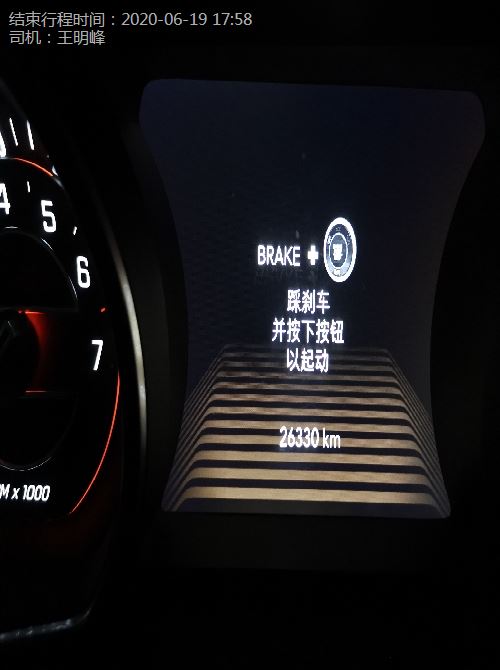 结束行程时间：2020-06-19 17:58
司机：王明峰
4
5
6
7
BRAKE +
踩刹车
并按下按钮
以起动
26330 km
M x 1000